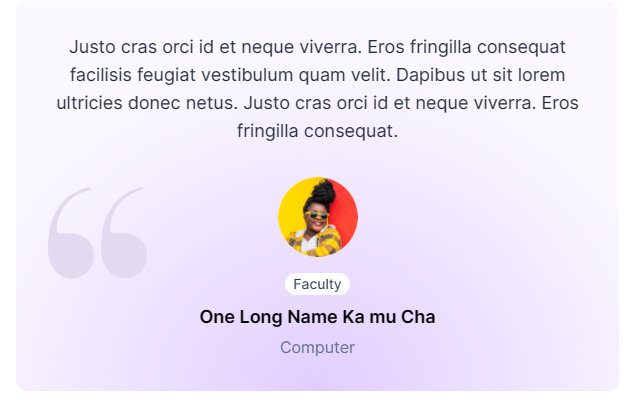 Justo cras orci id et neque viverra. Eros fringilla consequat
facilisis feugiat vestibulum quam velit. Dapibus ut sit lorem
ultricies donec netus. Justo cras orci id et neque viverra. Eros
fringilla consequat.
“
Faculty
One Long Name Ka mu Cha
Computer